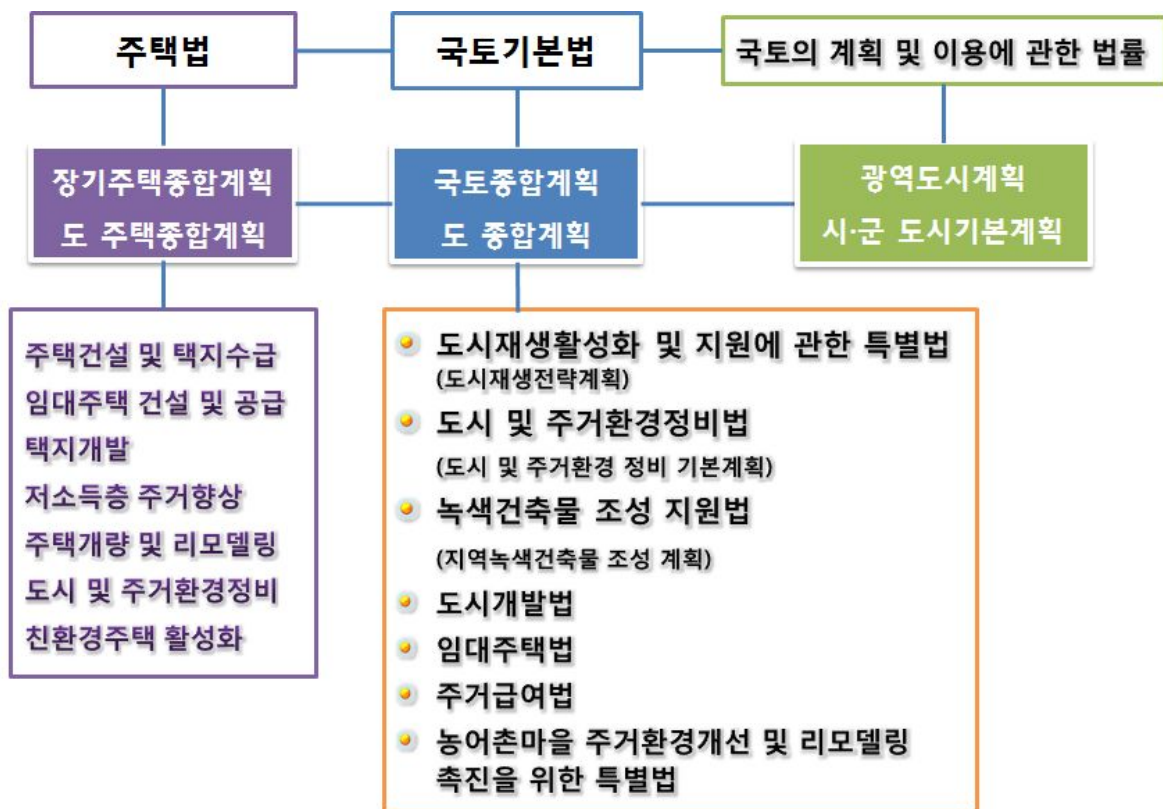 주택법
국토기본법
국토의 계획 및 이용에 관한 법률
장기주택종합계획
도 주택종합계획
국토종합계획
도 종합계획
광역도시계획
시·군 도시기본계획
주택건설 및 택지수급
임대주택 건설 및 공급
택지개발
저소득층 주거향상
주택개량 및 리모델링
도시 및 주거환경정비
친환경주택 활성화
도시재생활성화 및 지원에 관한 특별법
(도시재생전략계획)
도시 및 주거환경정비법
(도시 및 주거환경 정비 기본계획)
녹색건축물 조성 지원법
(지역녹색건축물 조성 계획)
도시개발법
임대주택법
주거급여법
농어촌마을 주거환경개선 및 리모델링
촉진을 위한 특별법